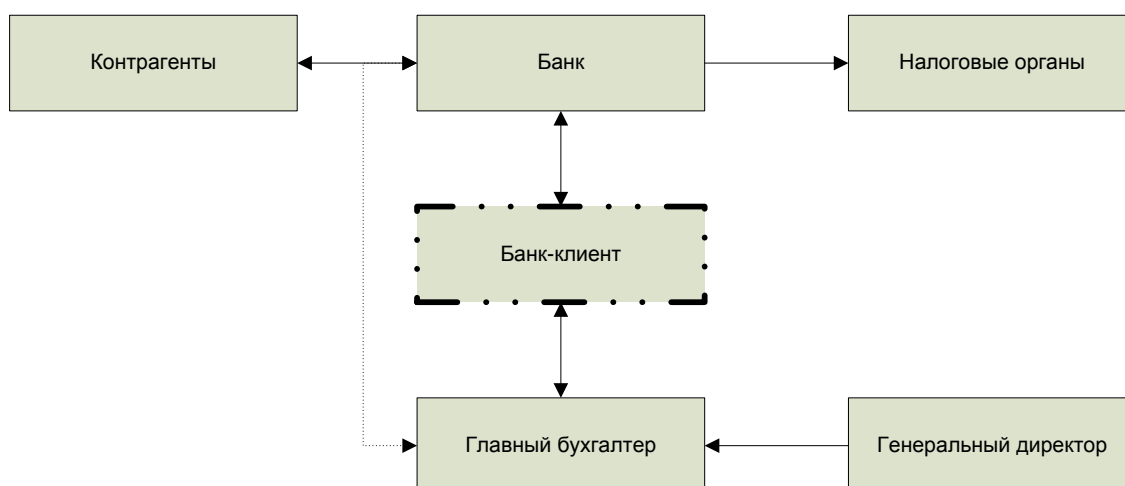 Контрагенты
Банк
Налоговые органы
Банк-клиент
Главный бухгалтер
Генеральный директор